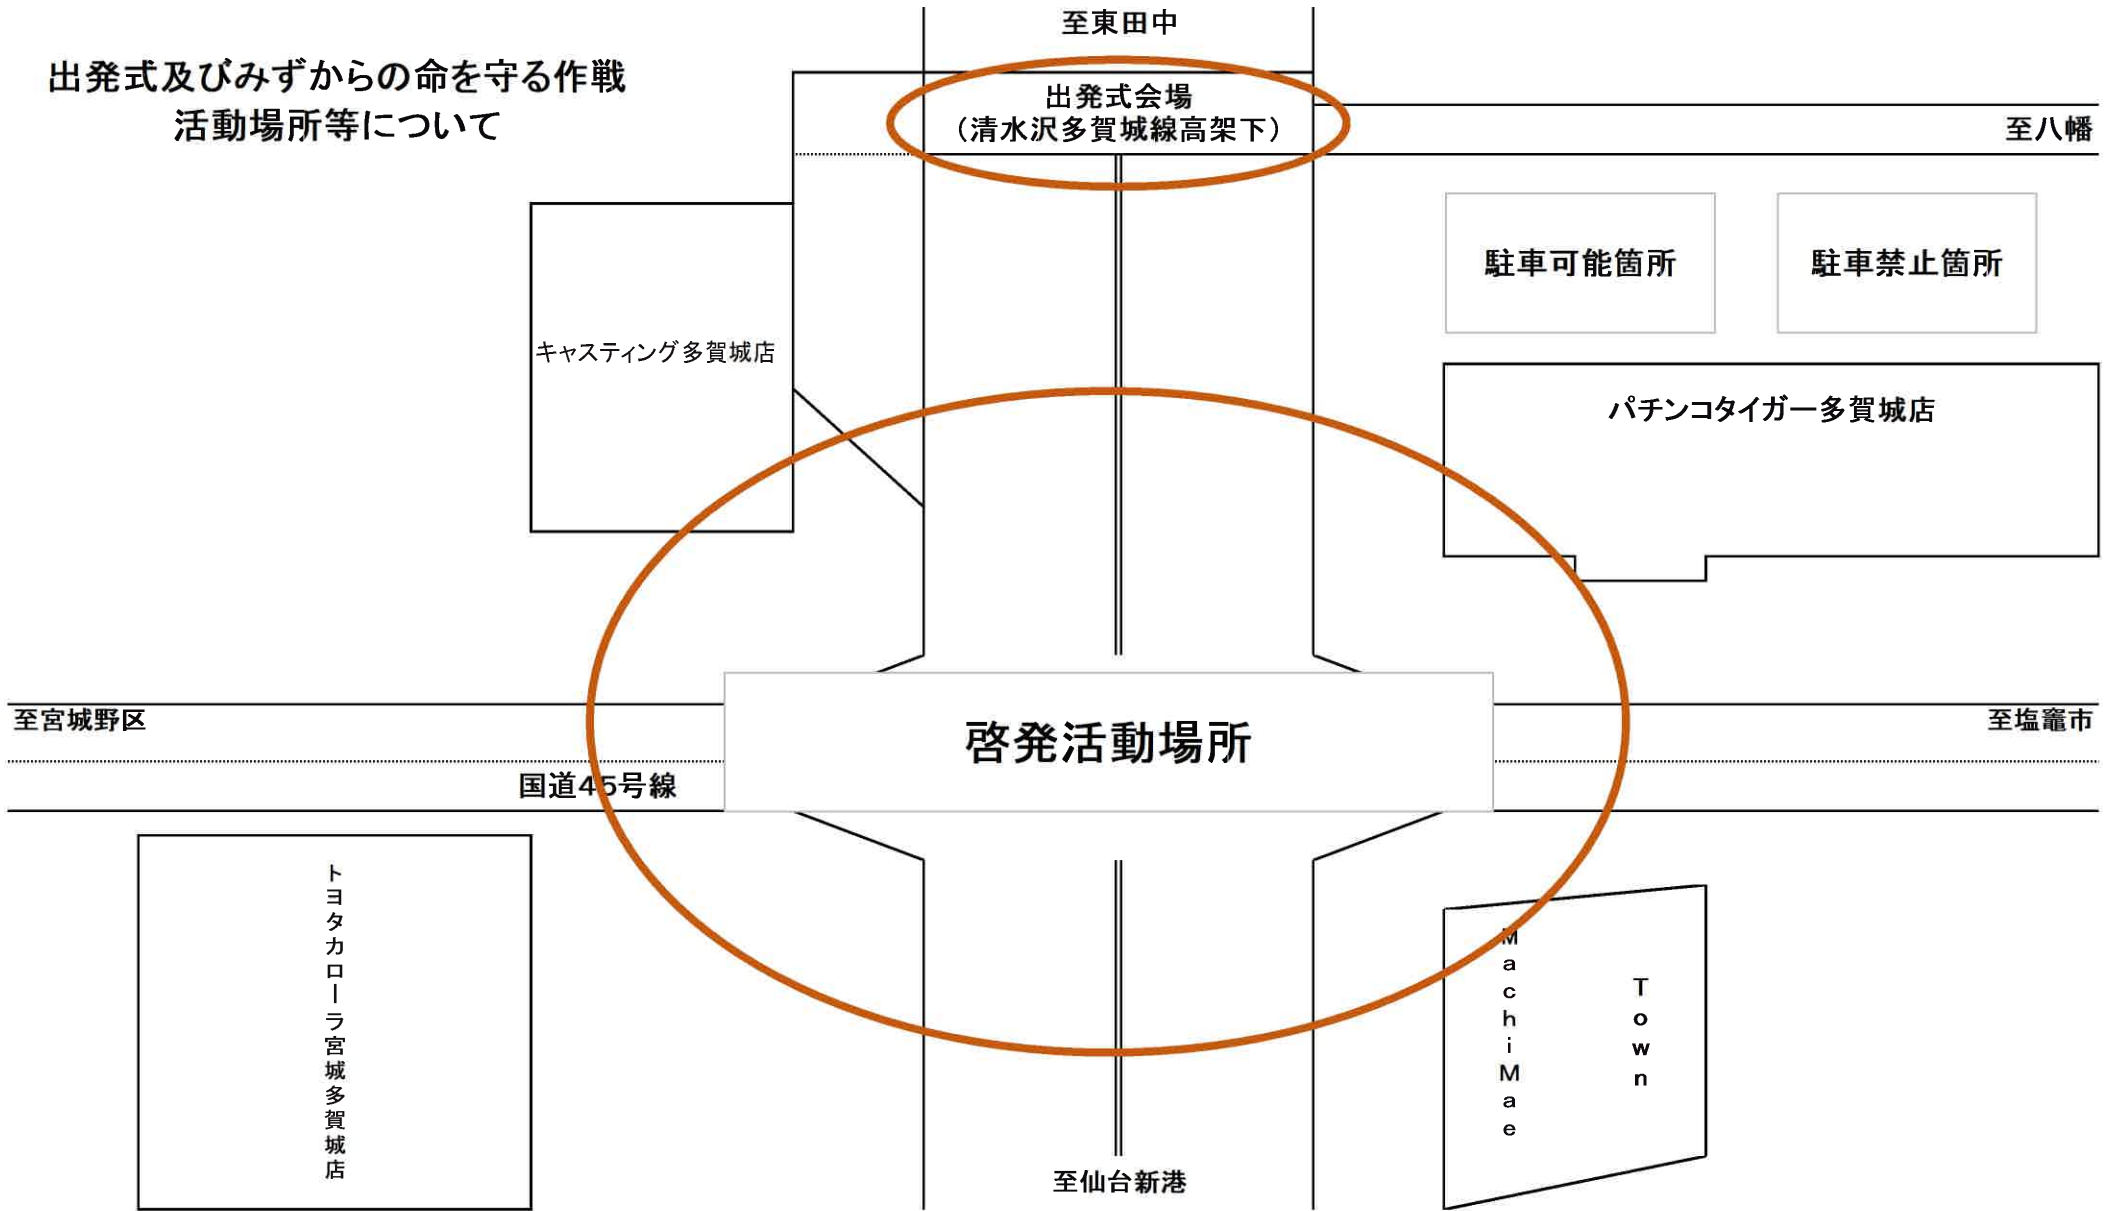 至東田中
出発式及びみずからの命を守る作戦
活動場所等について
出発式会場
（清水沢多賀城線高架下）
至八幡
駐車可能箇所
駐車禁止箇所
キャスティング多賀城店
パチンコタイガー多賀城店
至宮城野区
啓発活動場所
至塩竈市
国道45号線
トヨタカローラ宮城多賀城店
MachiMae
Town
至仙台新港